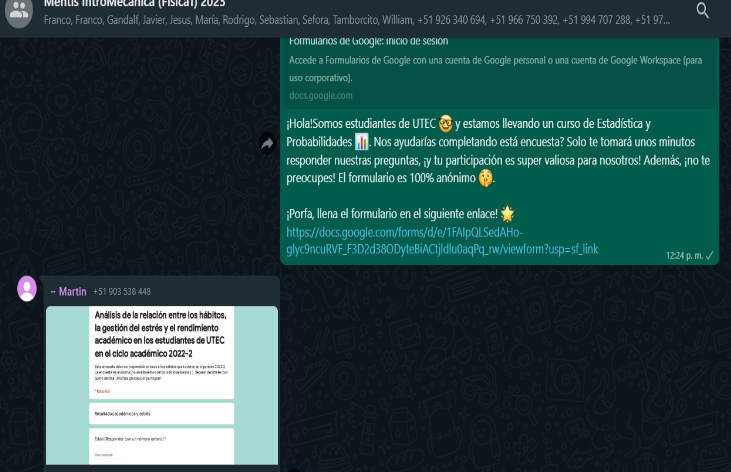 Mentis IntroMecánica (Física1) 2023
Franco, Franco, Gandalf, Javier, Jesus, María, Rodrigo, Sebastian, Sefora, Tamborcito, William, +51 926 340 694, +51 966 750 392, +51 994 707 288, +51 97...
Formularios de Google: inicio de sesión
Accede a Formularios de Google con una cuenta de Google personal o una cuenta de Google Workspace (para
uso corporativo).
docs.google.com
¡Hola!Somos estudiantes de UTEC 🤓 y estamos llevando un curso de Estadística y
Probabilidades 📊. Nos ayudarías completando está encuesta? Solo te tomará unos minutos
responder nuestras preguntas, ¡y tu participación es super valiosa para nosotros! Además, ¡no te
preocupes! El formulario es 100% anónimo 🤫.
¡Porfa, llena el formulario en el siguiente enlace! 🌟
https://docs.google.com/forms/d/e/1FAIpQLSedAHo-
glyc9ncuRVF_F3D2d38ODyteBiACtjldlu0aqPq_rw/viewform?usp=sf_link
12:24 p. m.
~ Martin +51 903 538 448
Análisis de la relación entre los hábitos,
la gestión del estrés y el rendimiento
académico en los estudiantes de UTEC
en el ciclo académico 2022-2
Resultados académicos y estrés
Edad (Responder con un número entero) *